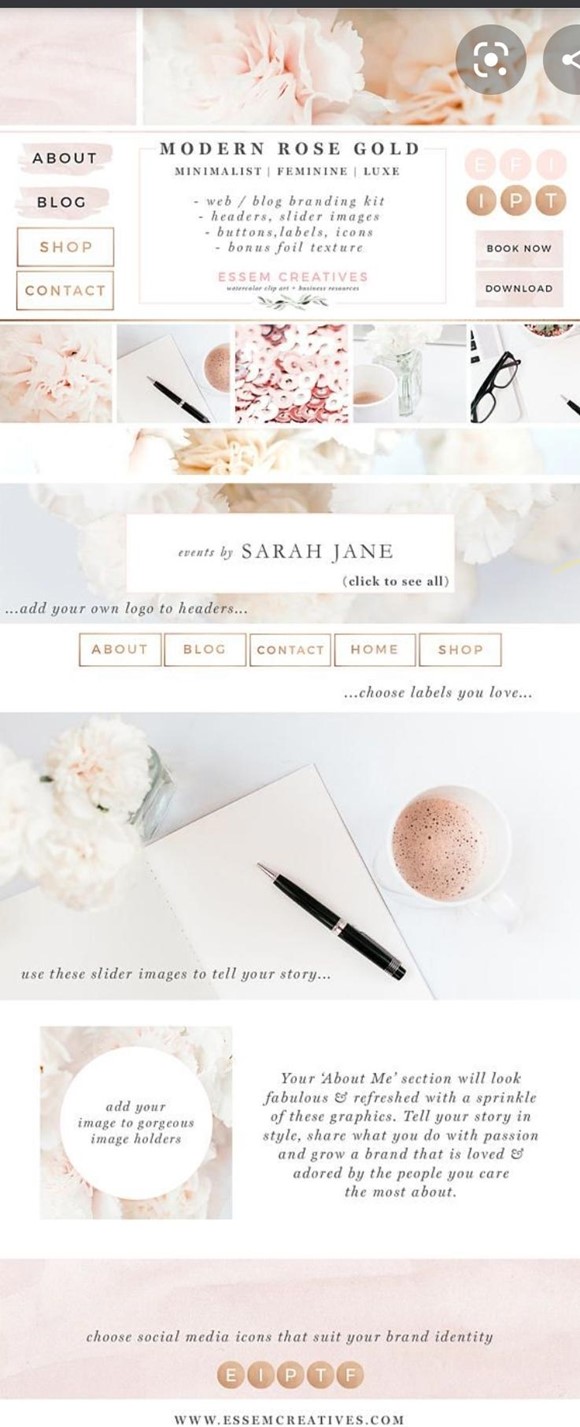 MODERN ROSE GOLD
MINIMALIST | FEMININE | LUXE
ABOUT
BLOG
SHOP
CONTACT
- web / blog branding kit
- headers, slider images
- buttons,labels, icons
- bonus foil texture
ESSEM CREATIVES
watercolor clip art + business resources
E F I
I P T
BOOK NOW
DOWNLOAD
events by SARAH JANE
(click to see all)
...add your own logo to headers...
ABOUT BLOG CONTACT HOME SHOP
...choose labels you love...
use these slider images to tell your story...
add your
image to gorgeous
image holders
Your ‘About Me’ section will look
fabulous & refreshed with a sprinkle
of these graphics. Tell your story in
style, share what you do with passion
and grow a brand that is loved &
adored by the people you care
the most about.
choose social media icons that suit your brand identity
E I P T F
WWW.ESSEMCREATIVES.COM